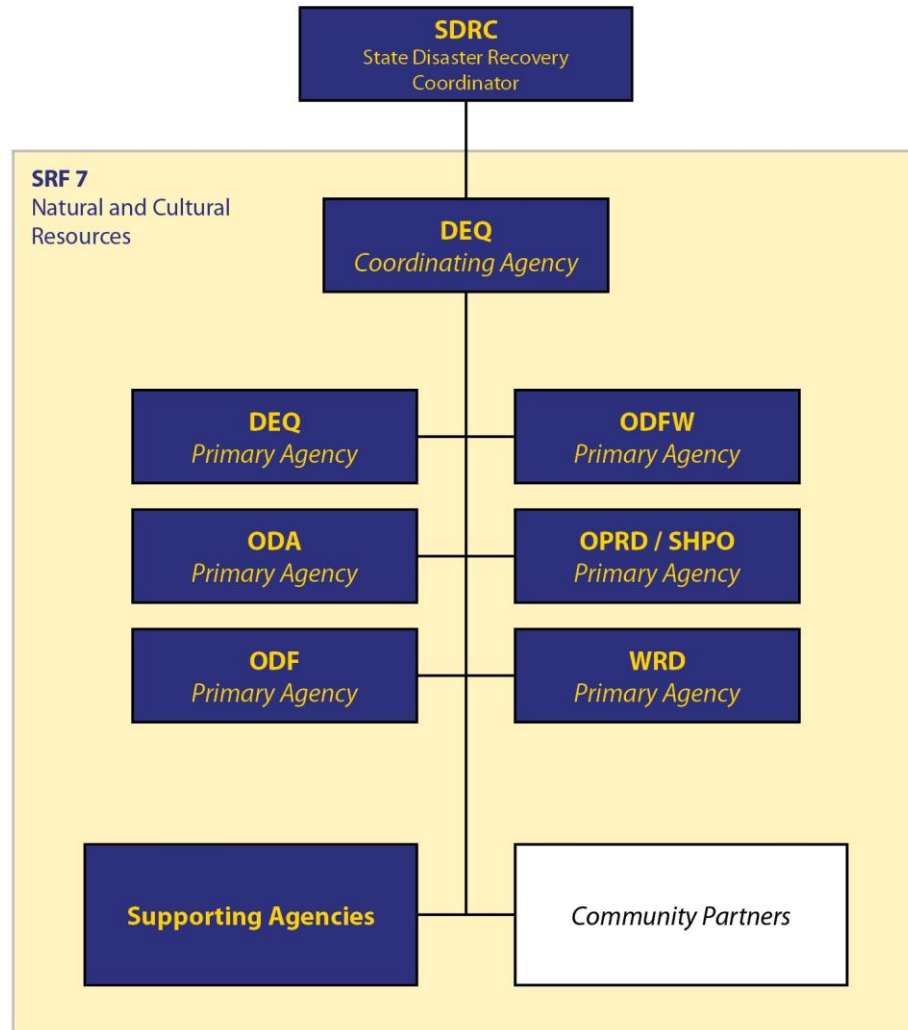 SDRC
State Disaster Recovery
Coordinator
SRF 7
Natural and Cultural
Resources
DEQ
Coordinating Agency
DEQ
Primary Agency
ODFW
Primary Agency
ODA
Primary Agency
OPRD / SHPO
Primary Agency
ODF
Primary Agency
WRD
Primary Agency
Supporting Agencies
Community Partners